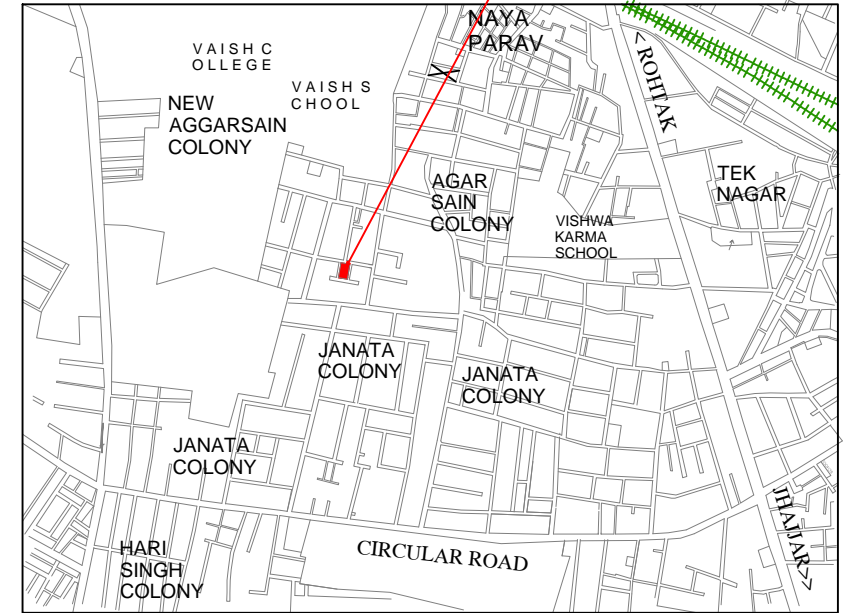 NAYA
PARAV
VAISH C
OLLEGE
VAISH S
CHOOL
NEW
AGGARSAIN
COLONY
<ROHTAK
AGAR
SAIN
COLONY
TEK
NAGAR
VISHWA
KARMA
SCHOOL
JANATA
COLONY
JANATA
COLONY
JANATA
COLONY
JHAJJAR>>
HARI
SINGH
COLONY
CIRCULAR ROAD